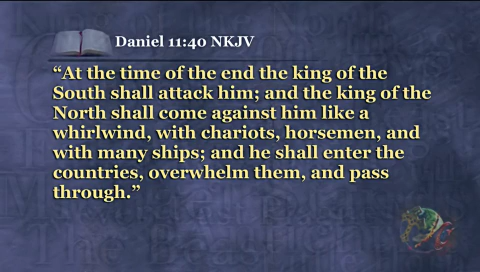 Daniel 11:40 NKJV
“At the time of the end the king of the
South shall attack him; and the king of the
North shall come against him like a
whirlwind, with chariots, horsemen, and
with many ships; and he shall enter the
countries, overwhelm them, and pass
through.”